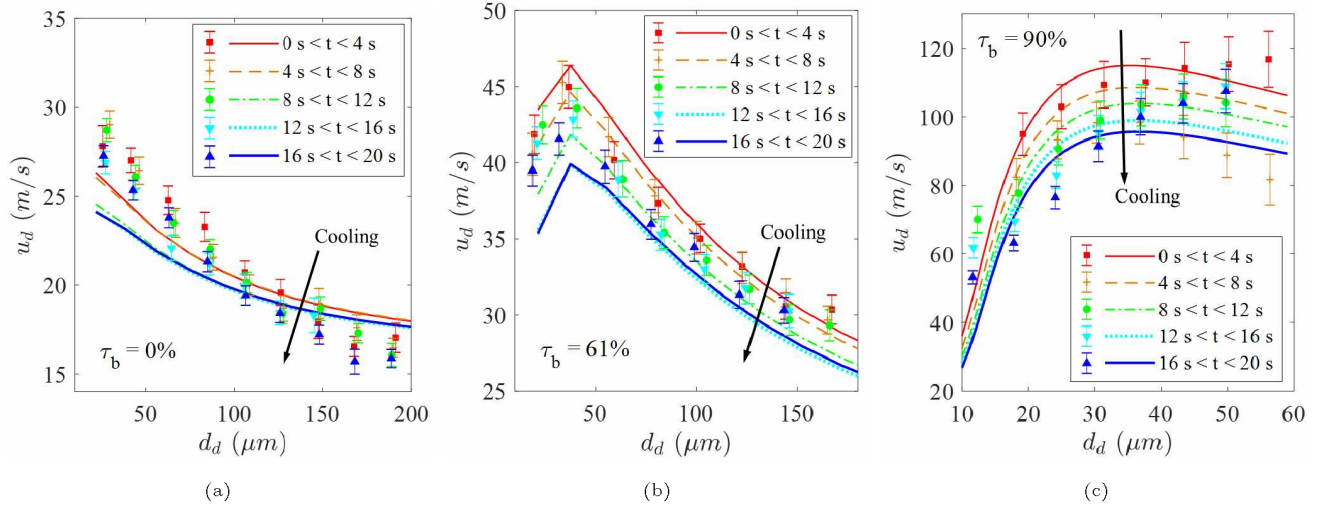 35
30
25
20
15
u_d (m/s)
0 s < t < 4 s
4 s < t < 8 s
8 s < t < 12 s
12 s < t < 16 s
16 s < t < 20 s
Cooling
τ_b = 0%
50 100 150 200
d_d (μm)
(a)
50
45
40
35
30
25
u_d (m/s)
0 s < t < 4 s
4 s < t < 8 s
8 s < t < 12 s
12 s < t < 16 s
16 s < t < 20 s
Cooling
τ_b = 61%
50 100 150
d_d (μm)
(b)
120
100
80
60
40
20
u_d (m/s)
τ_b = 90%
Cooling
0 s < t < 4 s
4 s < t < 8 s
8 s < t < 12 s
12 s < t < 16 s
16 s < t < 20 s
10 20 30 40 50 60
d_d (μm)
(c)